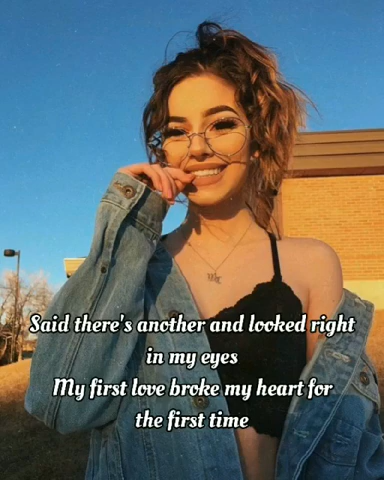 Said there's another and looked right
in my eyes
My first love broke my heart for
the first time